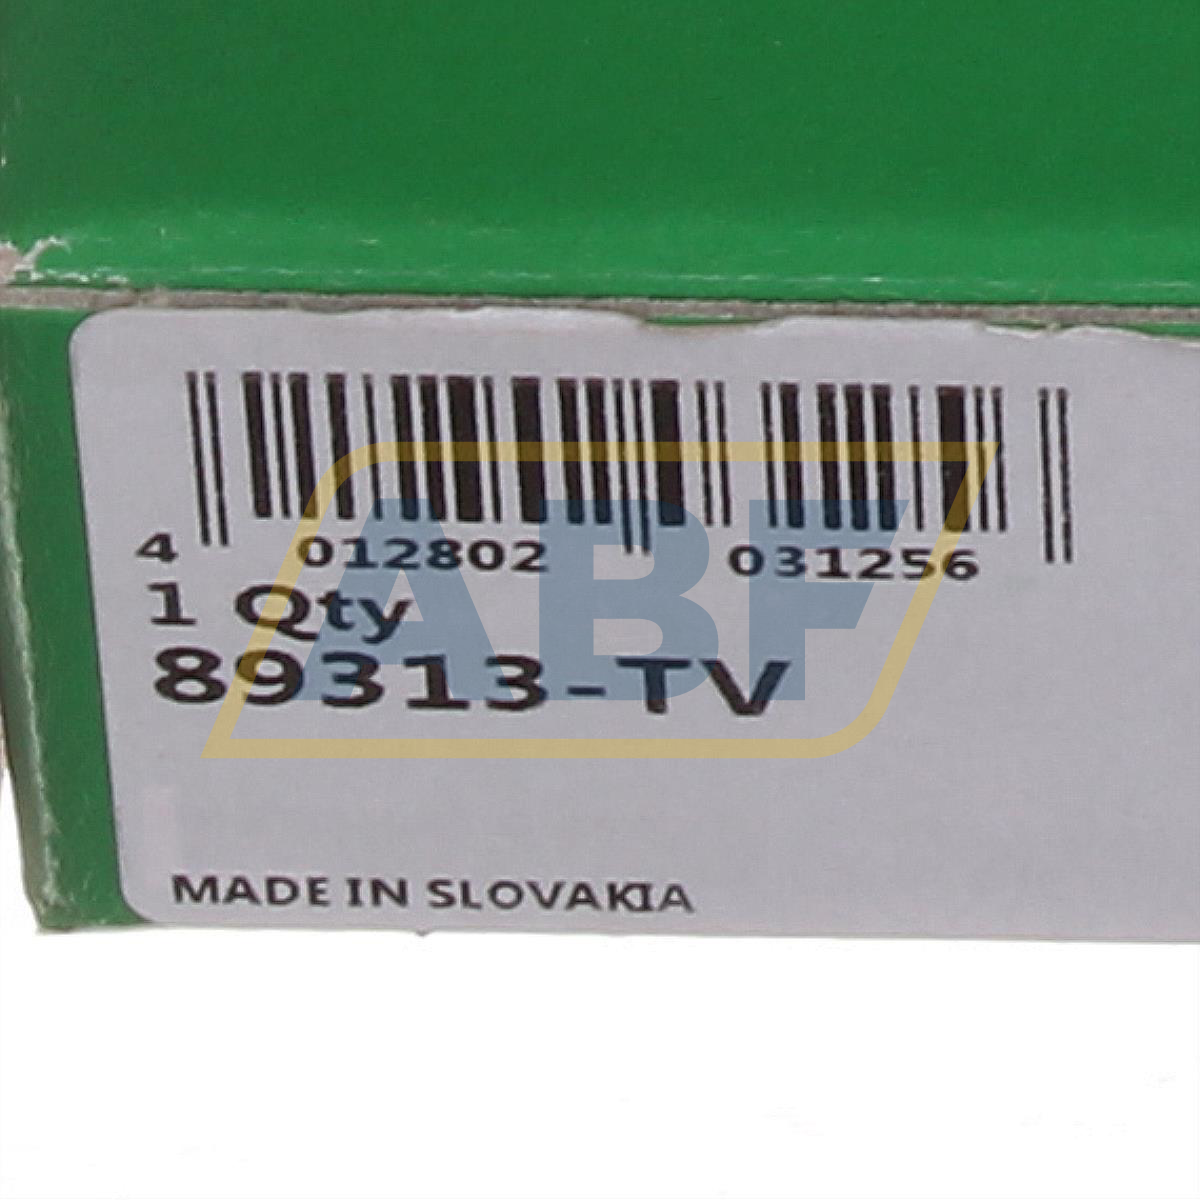 4 012802 031256
1 Qty
89313-TV
MADE IN SLOVAKIA
ABF